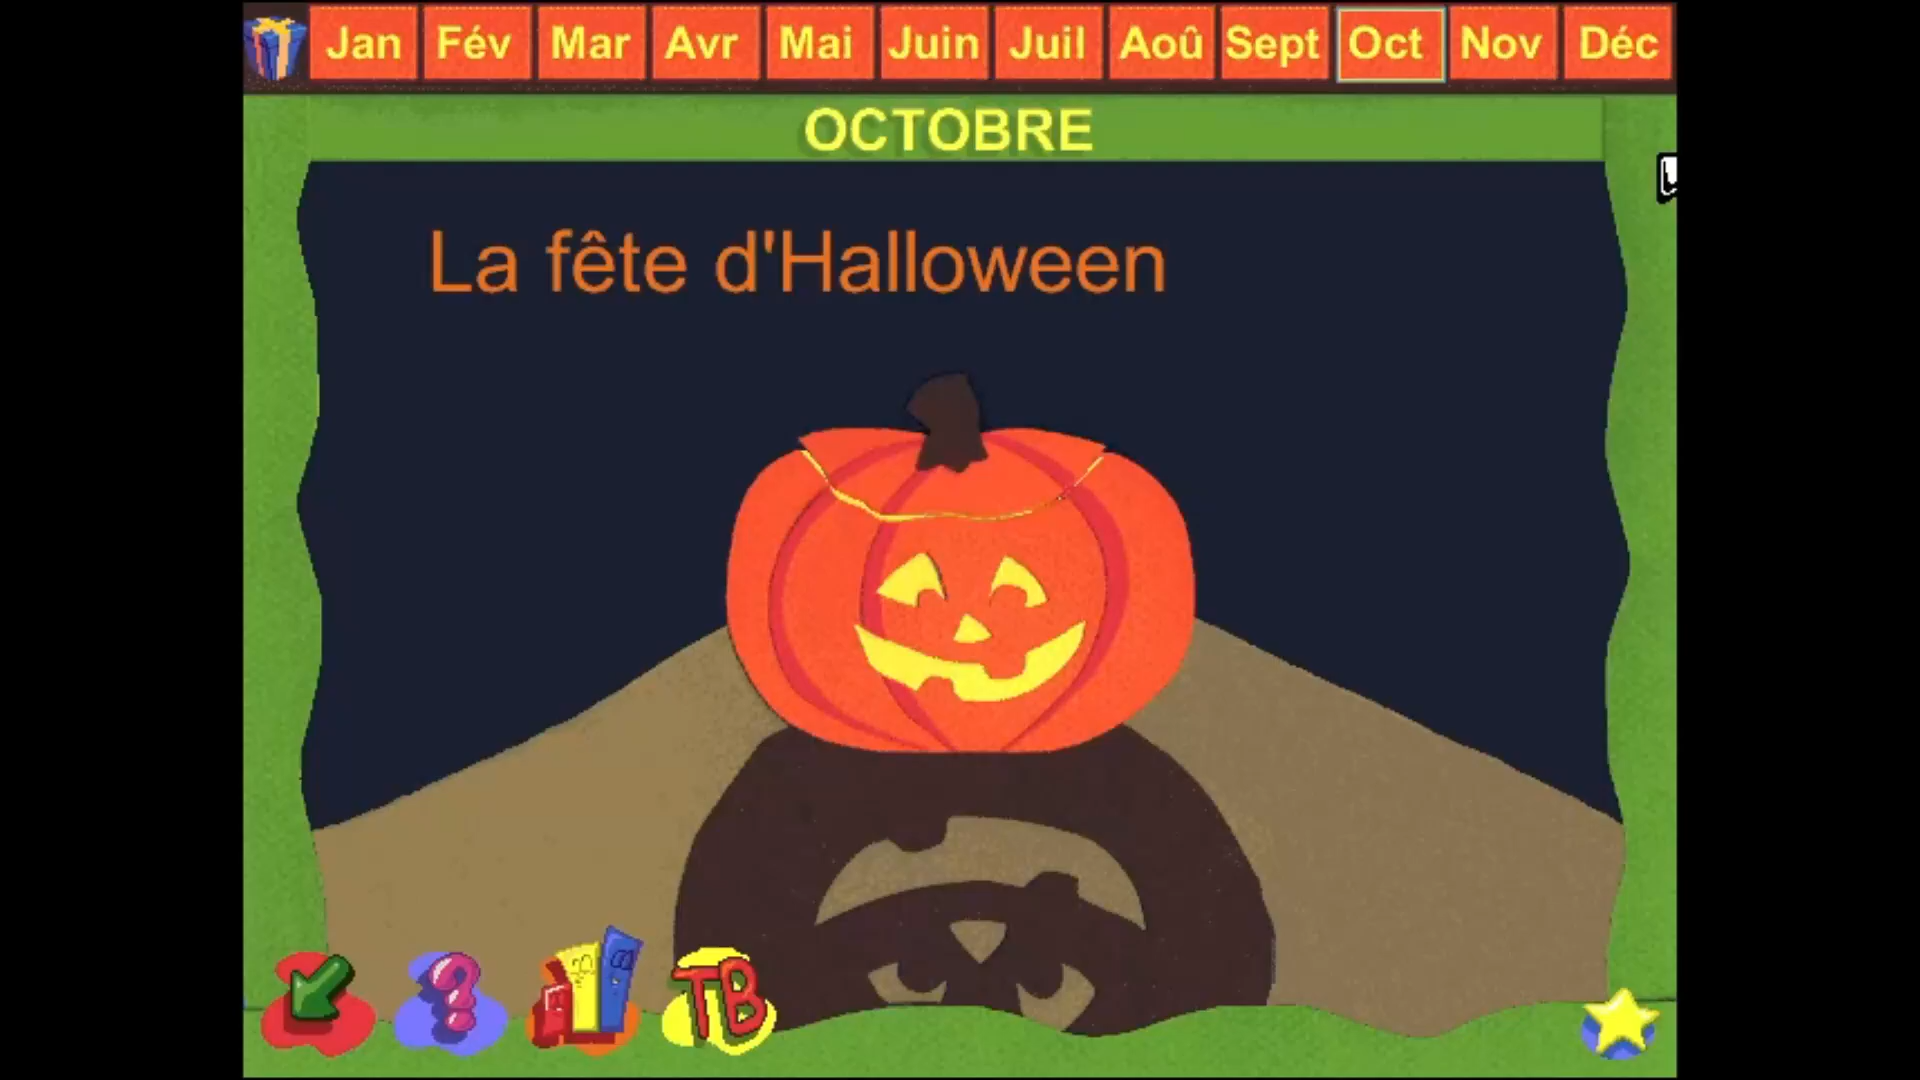 Jan Fév Mar Avr Mai Juin Juil Aoû Sept Oct Nov Déc
OCTOBRE
La fête d'Halloween
TB